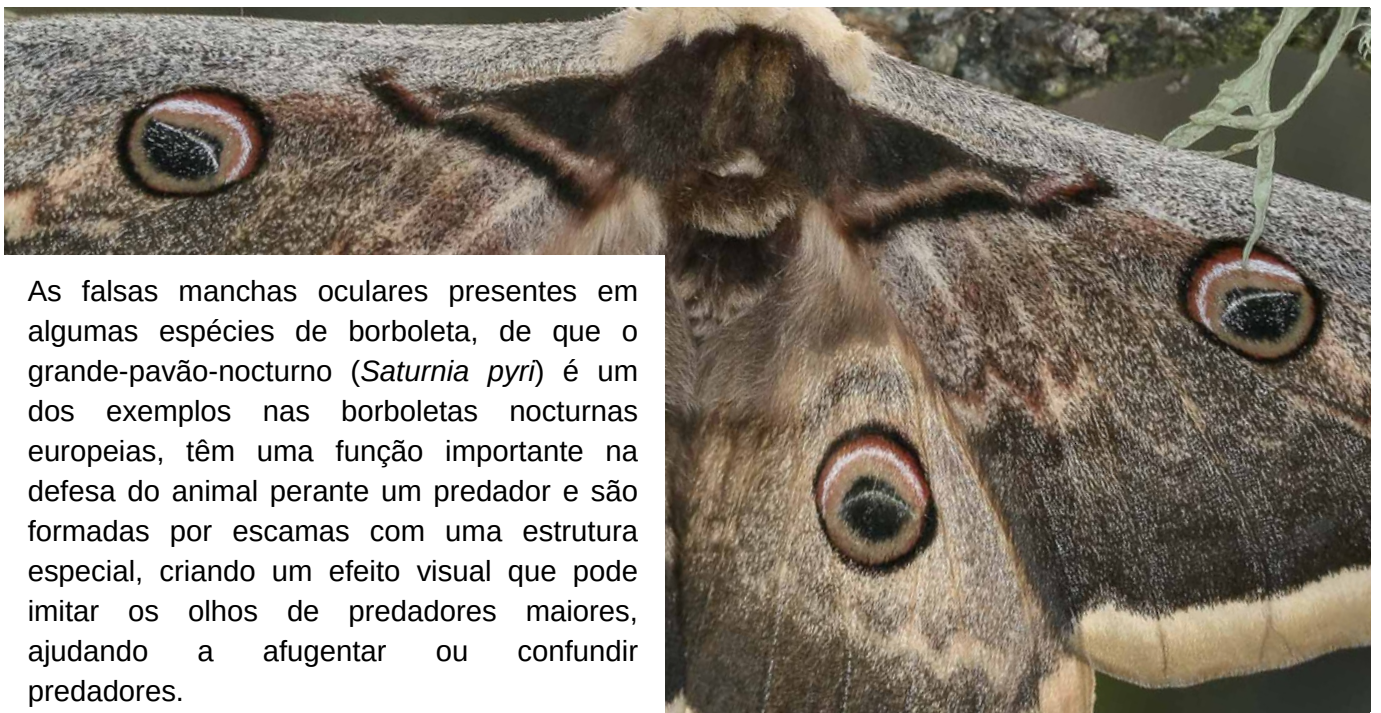 As falsas manchas oculares presentes em
algumas espécies de borboleta, de que o
grande-pavão-nocturno (Saturnia pyri) é um
dos exemplos nas borboletas nocturnas
europeias, têm uma função importante na
defesa do animal perante um predador e são
formadas por escamas com uma estrutura
especial, criando um efeito visual que pode
imitar os olhos de predadores maiores,
ajudando a afugentar ou confundir
predadores.